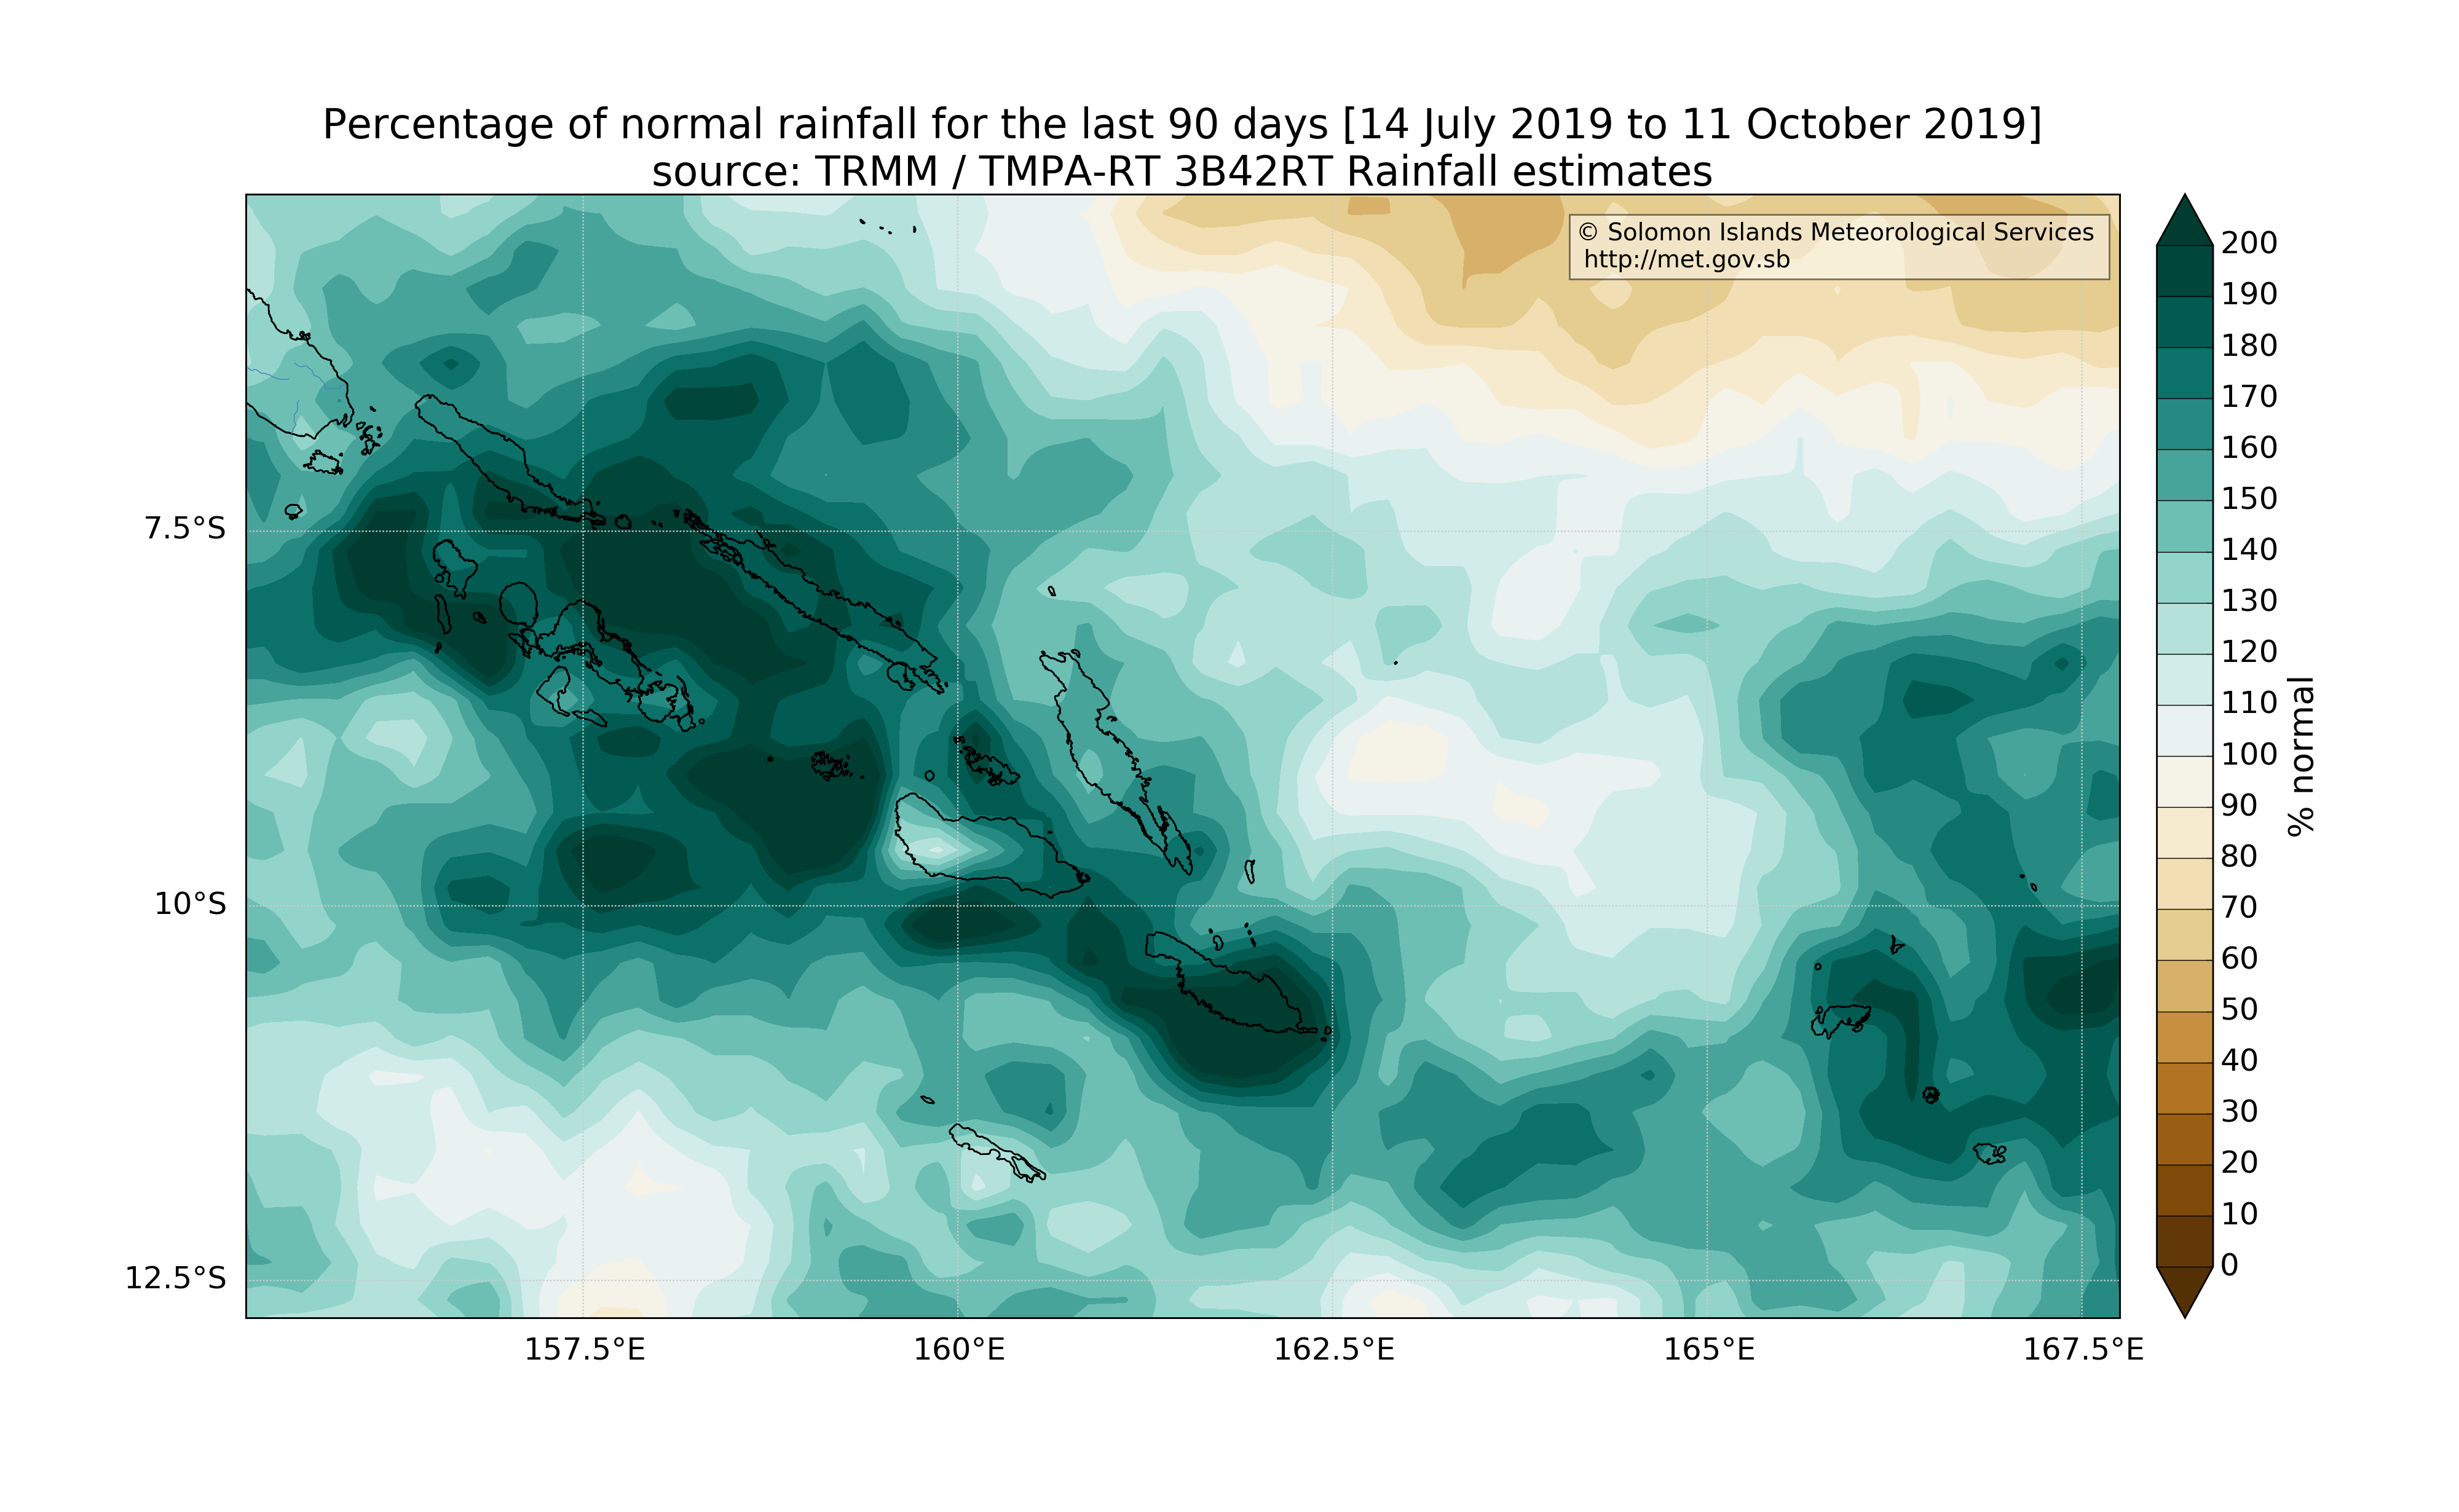 Percentage of normal rainfall for the last 90 days [14 July 2019 to 11 October 2019]
source: TRMM / TMPA-RT 3B42RT Rainfall estimates
© Solomon Islands Meteorological Services
http://met.gov.sb
7.5°S
10°S
12.5°S
157.5°E
160°E
162.5°E
165°E
167.5°E
200
190
180
170
160
150
140
130
120
110
100
90
80
70
60
50
40
30
20
10
0
% normal